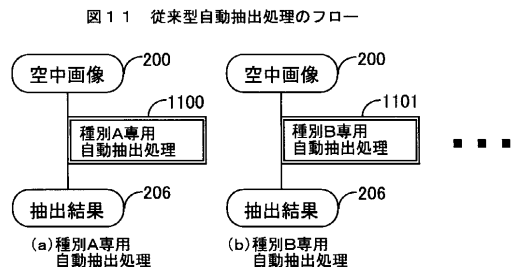 図11 従来型自動抽出処理のフロー
空中画像
200
1100
種別A専用
自動抽出処理
抽出結果
206
(a)種別A専用
自動抽出処理
空中画像
200
1101
種別B専用
自動抽出処理
抽出結果
206
(b)種別B専用
自動抽出処理